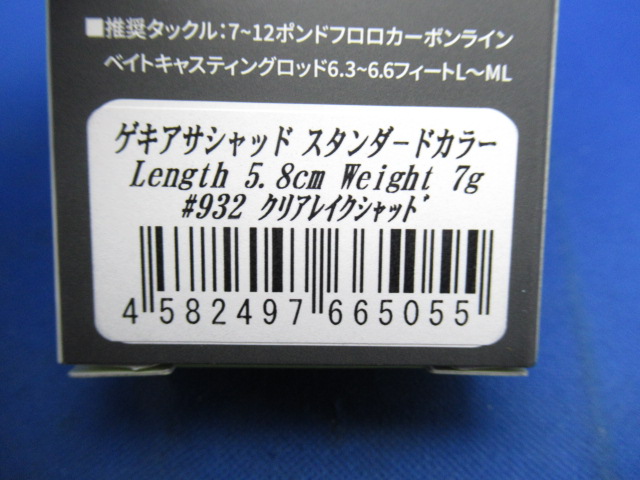 ■推奨タックル:7~12ポンドフロロカーボンライン
ベイトキャスティングロッド6.3~6.6フィートL～ML
ゲキアサシャッド スタンダードカラー
Length 5.8cm Weight 7g
#932 クリアレイクシャッド
4 582497 665055